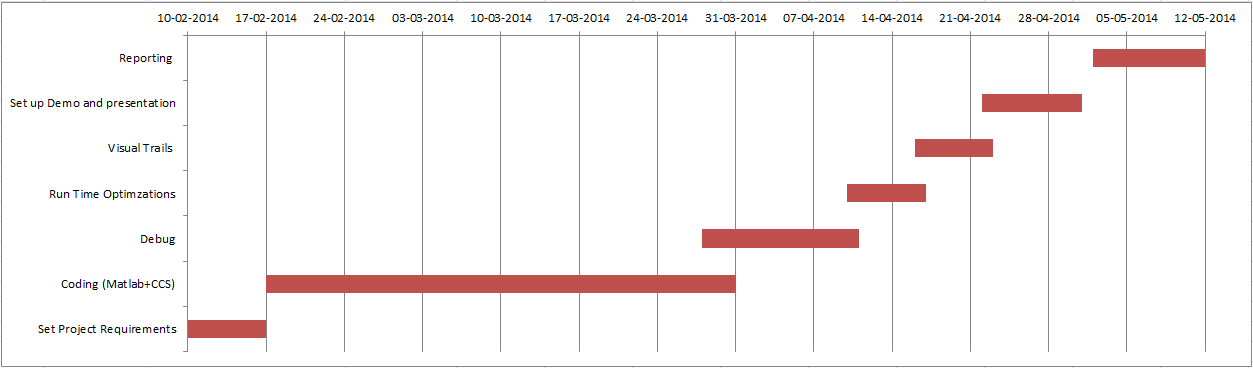 10-02-2014 17-02-2014 24-02-2014 03-03-2014 10-03-2014 17-03-2014 24-03-2014 31-03-2014 07-04-2014 14-04-2014 21-04-2014 28-04-2014 05-05-2014 12-05-2014
Reporting
Set up Demo and presentation
Visual Trails
Run Time Optimzations
Debug
Coding (Matlab+CCS)
Set Project Requirements